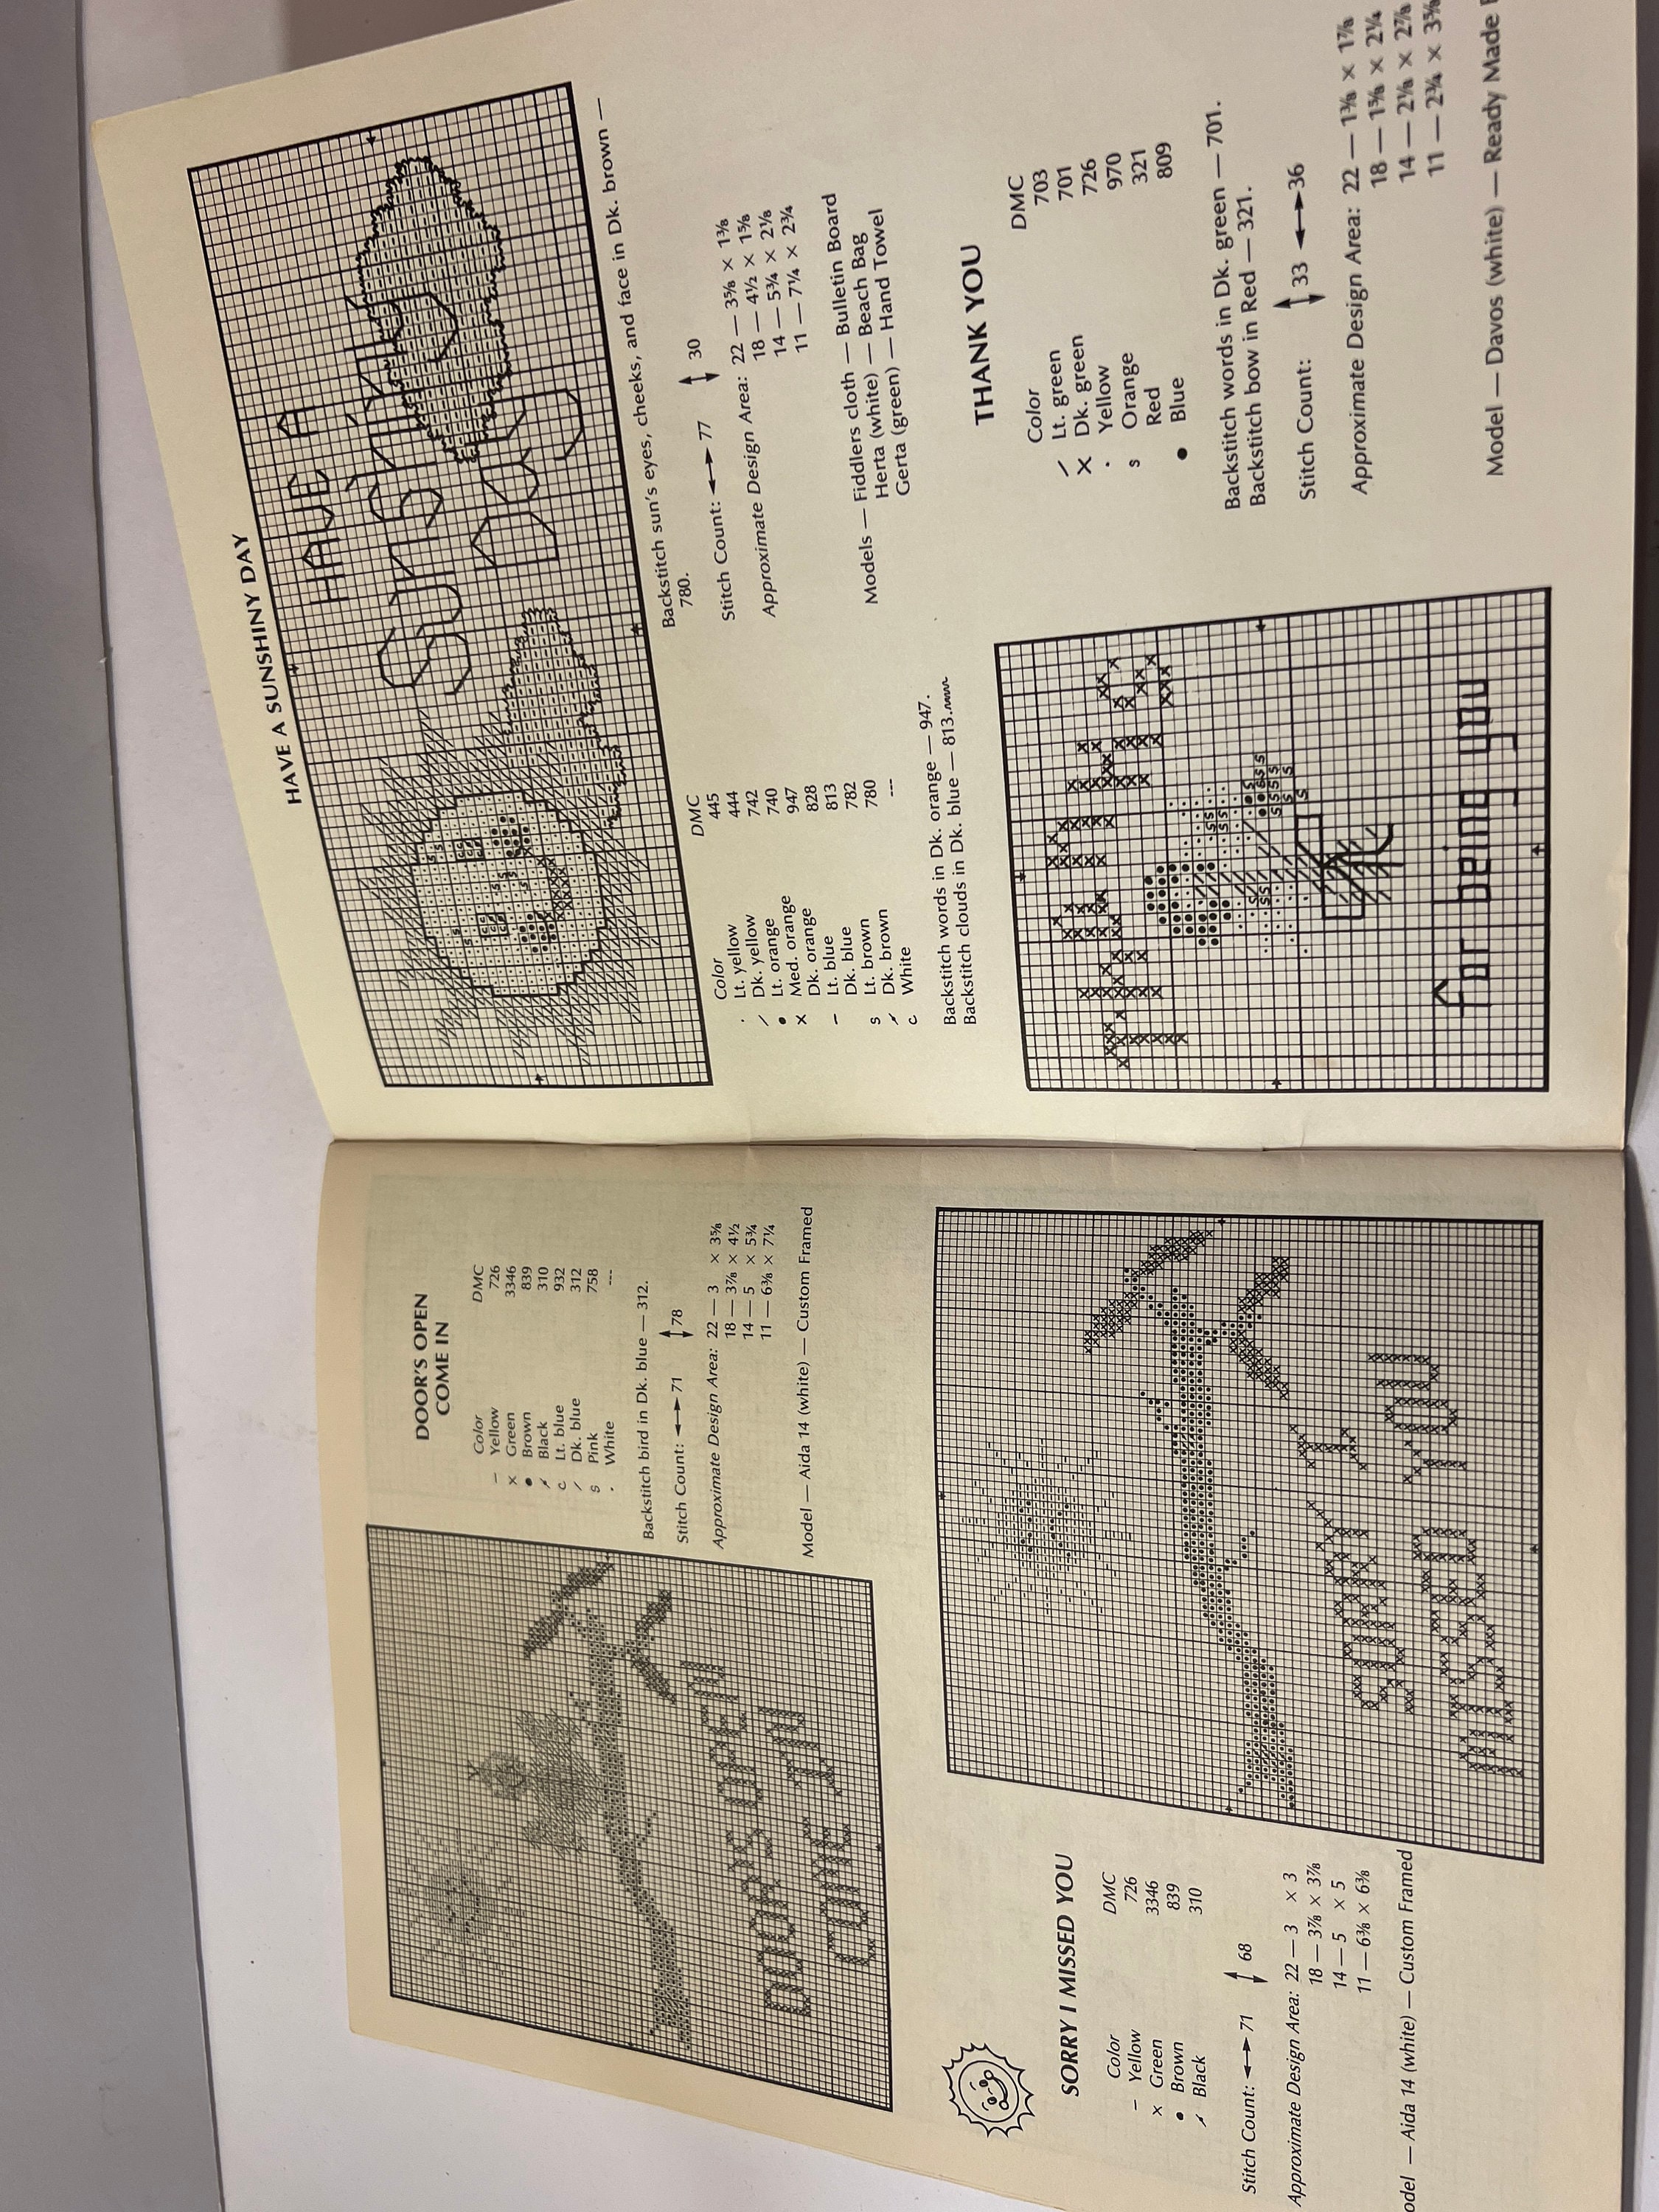 DOOR'S OPEN
COME IN
Color DMC
– Yellow 726
x Green 3346
● Brown 839
Black 310
c Lt. blue 932
/ Dk. blue 312
s Pink 758
· White ---
Backstitch bird in Dk. blue — 312.
Stitch Count: ↔ 71 ↕ 78
Approximate Design Area: 22 — 3 × 3⅝
18 — 3⅞ × 4½
14 — 5 × 5¾
11 — 6⅜ × 7¼
Model — Aida 14 (white) — Custom Framed
Door's open
Come In
SORRY I MISSED YOU
Color DMC
– Yellow 726
x Green 3346
● Brown 839
Black 310
Stitch Count: ↔ 71 ↕ 68
Approximate Design Area: 22 — 3 × 3
18 — 3⅞ × 3⅞
14 — 5 × 5
11 — 6⅜ × 6⅜
odel — Aida 14 (white) — Custom Framed
Sorry I
missed you
HAVE A SUNSHINY DAY
HAVE A
Sunshiny
Day
Color DMC
· Lt. yellow 445
/ Dk. yellow 444
● Lt. orange 742
x Med. orange 740
Dk. orange 947
– Lt. blue 828
Dk. blue 813
s Lt. brown 782
Dk. brown 780
c White ---
Backstitch words in Dk. orange — 947.
Backstitch clouds in Dk. blue — 813.
Backstitch sun's eyes, cheeks, and face in Dk. brown —
780.
Stitch Count: ↔ 77 ↕ 30
Approximate Design Area: 22 — 3⅝ × 1⅜
18 — 4½ × 1⅝
14 — 5¾ × 2⅛
11 — 7¼ × 2¾
Models — Fiddlers cloth — Bulletin Board
Herta (white) — Beach Bag
Gerta (green) — Hand Towel
Thank you
for being you
THANK YOU
Color DMC
/ Lt. green 703
X Dk. green 701
· Yellow 726
s Orange 970
Red 321
● Blue 809
Backstitch words in Dk. green — 701.
Backstitch bow in Red — 321.
Stitch Count: ↕ 33 ↔ 36
Approximate Design Area: 22 — 1⅜ × 1⅞
18 — 1⅝ × 2¼
14 — 2⅛ × 2⅞
11 — 2¾ × 3⅜
Model — Davos (white) — Ready Made